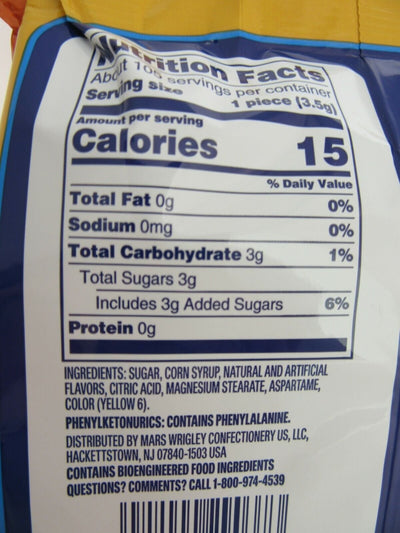 Nutrition Facts
About 105 servings per container
Serving size 1 piece (3.5g)
Amount per serving
Calories 15
% Daily Value
Total Fat 0g 0%
Sodium 0mg 0%
Total Carbohydrate 3g 1%
Total Sugars 3g
Includes 3g Added Sugars 6%
Protein 0g
INGREDIENTS: SUGAR, CORN SYRUP, NATURAL AND ARTIFICIAL
FLAVORS, CITRIC ACID, MAGNESIUM STEARATE, ASPARTAME,
COLOR (YELLOW 6).
PHENYLKETONURICS: CONTAINS PHENYLALANINE.
DISTRIBUTED BY MARS WRIGLEY CONFECTIONERY US, LLC,
HACKETTSTOWN, NJ 07840-1503 USA
CONTAINS BIOENGINEERED FOOD INGREDIENTS
QUESTIONS? COMMENTS? CALL 1-800-974-4539